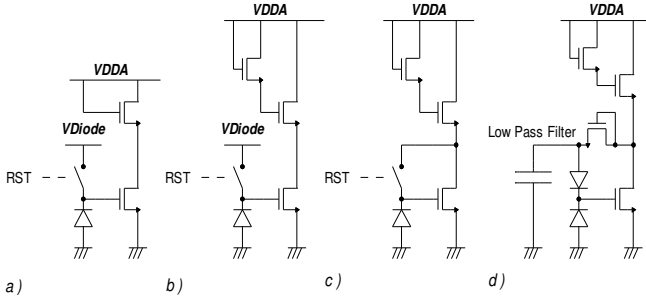 VDDA
VDiode
RST
a)
VDDA
VDiode
RST
b)
VDDA
RST
c)
VDDA
Low Pass Filter
d)